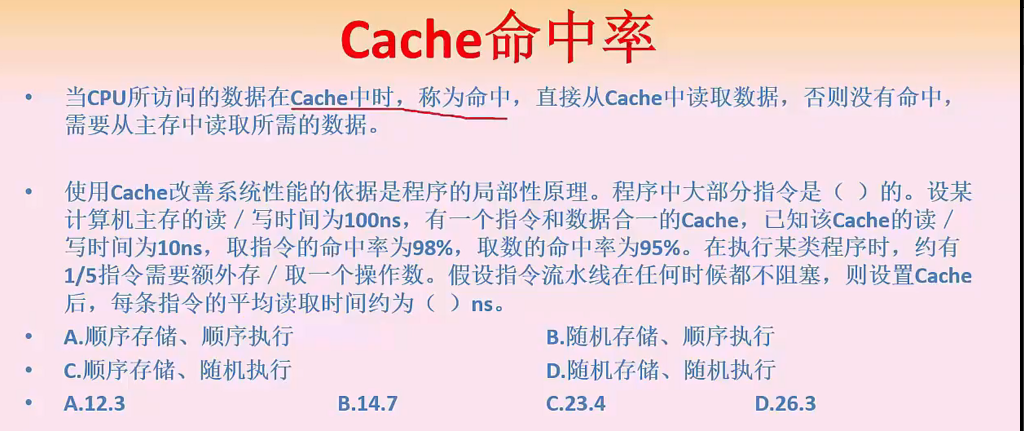 Cache命中率
• 当CPU所访问的数据在Cache中时，称为命中，直接从Cache中读取数据，否则没有命中，
需要从主存中读取所需的数据。
• 使用Cache改善系统性能的依据是程序的局部性原理。程序中大部分指令是（ ）的。设某
计算机主存的读／写时间为100ns，有一个指令和数据合一的Cache，已知该Cache的读／
写时间为10ns，取指令的命中率为98%，取数的命中率为95%。在执行某类程序时，约有
1/5指令需要额外存／取一个操作数。假设指令流水线在任何时候都不阻塞，则设置Cache
后，每条指令的平均读取时间约为（ ）ns。
• A.顺序存储、顺序执行 B.随机存储、顺序执行
• C.顺序存储、随机执行 D.随机存储、随机执行
• A.12.3 B.14.7 C.23.4 D.26.3